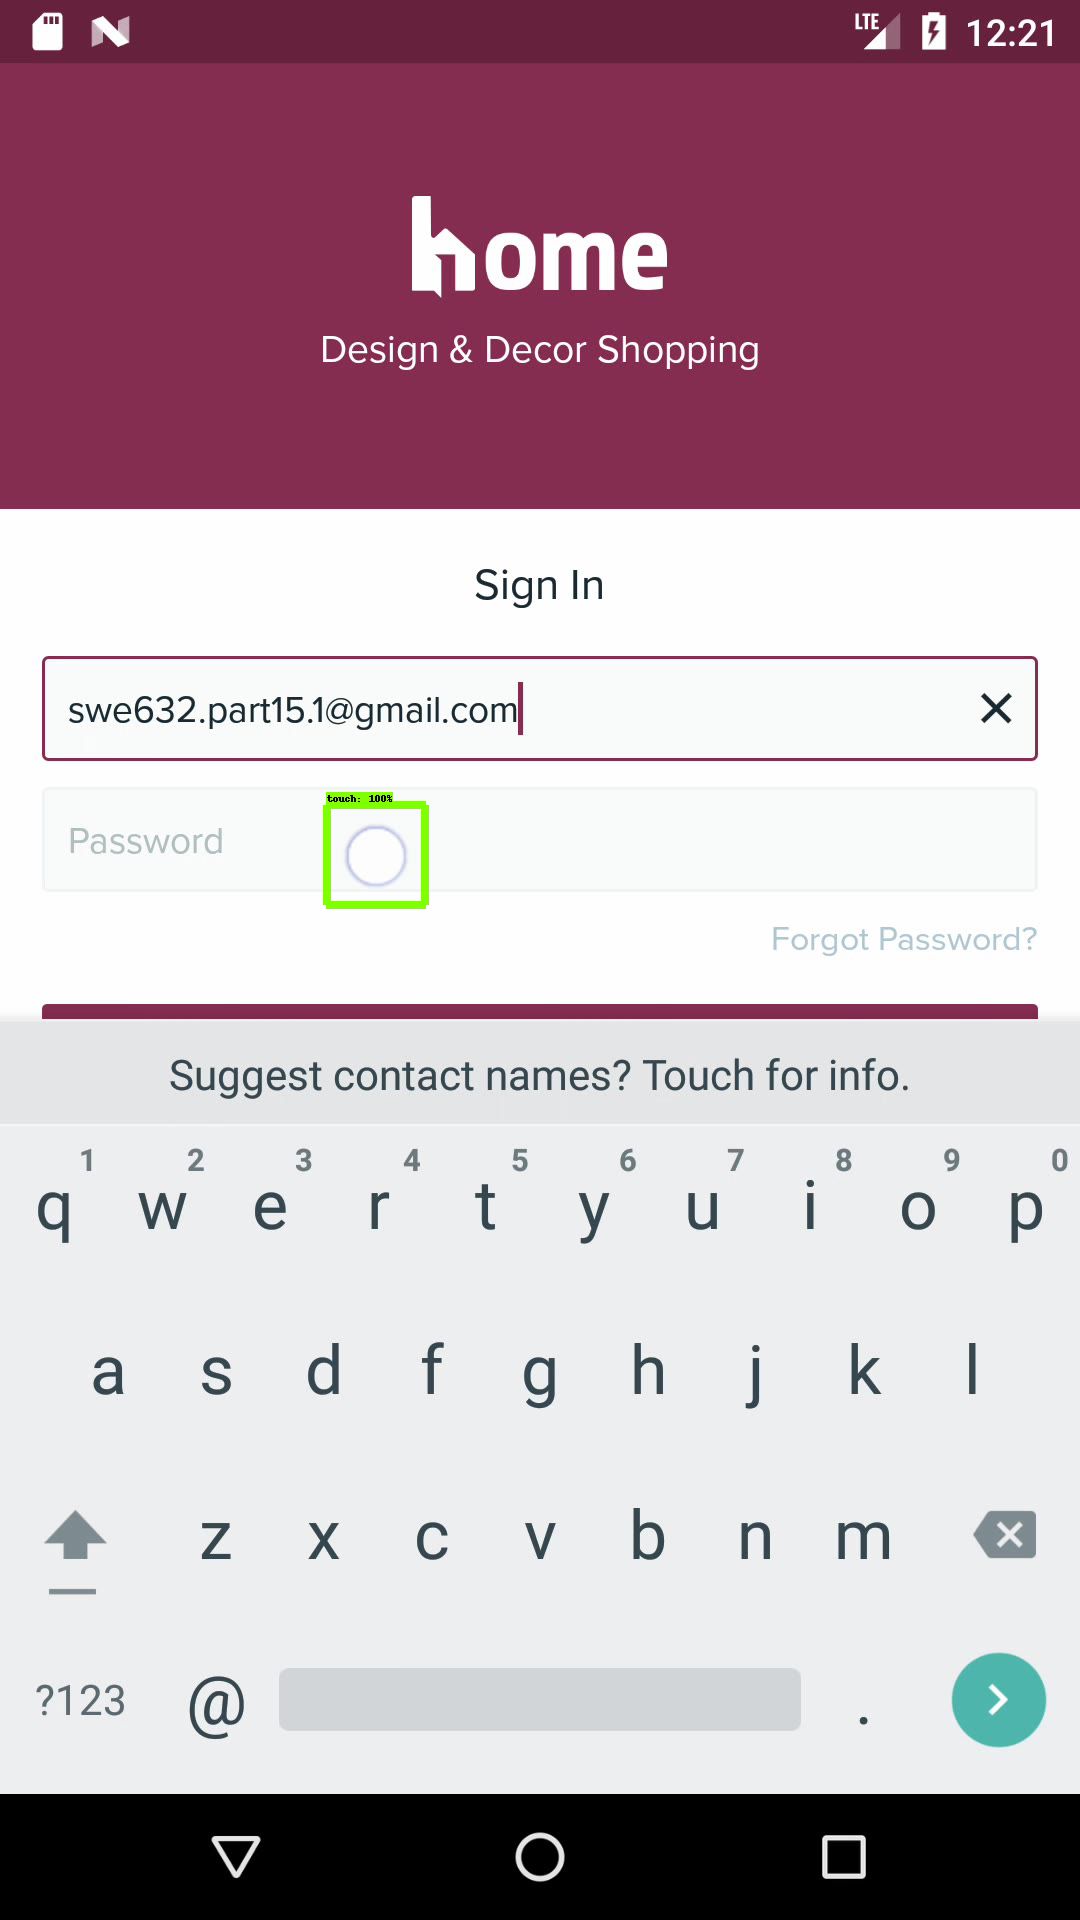 LTE 12:21
home
Design & Decor Shopping
Sign In
swe632.part15.1@gmail.com
touch: 100%
Password
Forgot Password?
Suggest contact names? Touch for info.
1 2 3 4 5 6 7 8 9 0
q w e r t y u i o p
a s d f g h j k l
z x c v b n m
?123 @ .